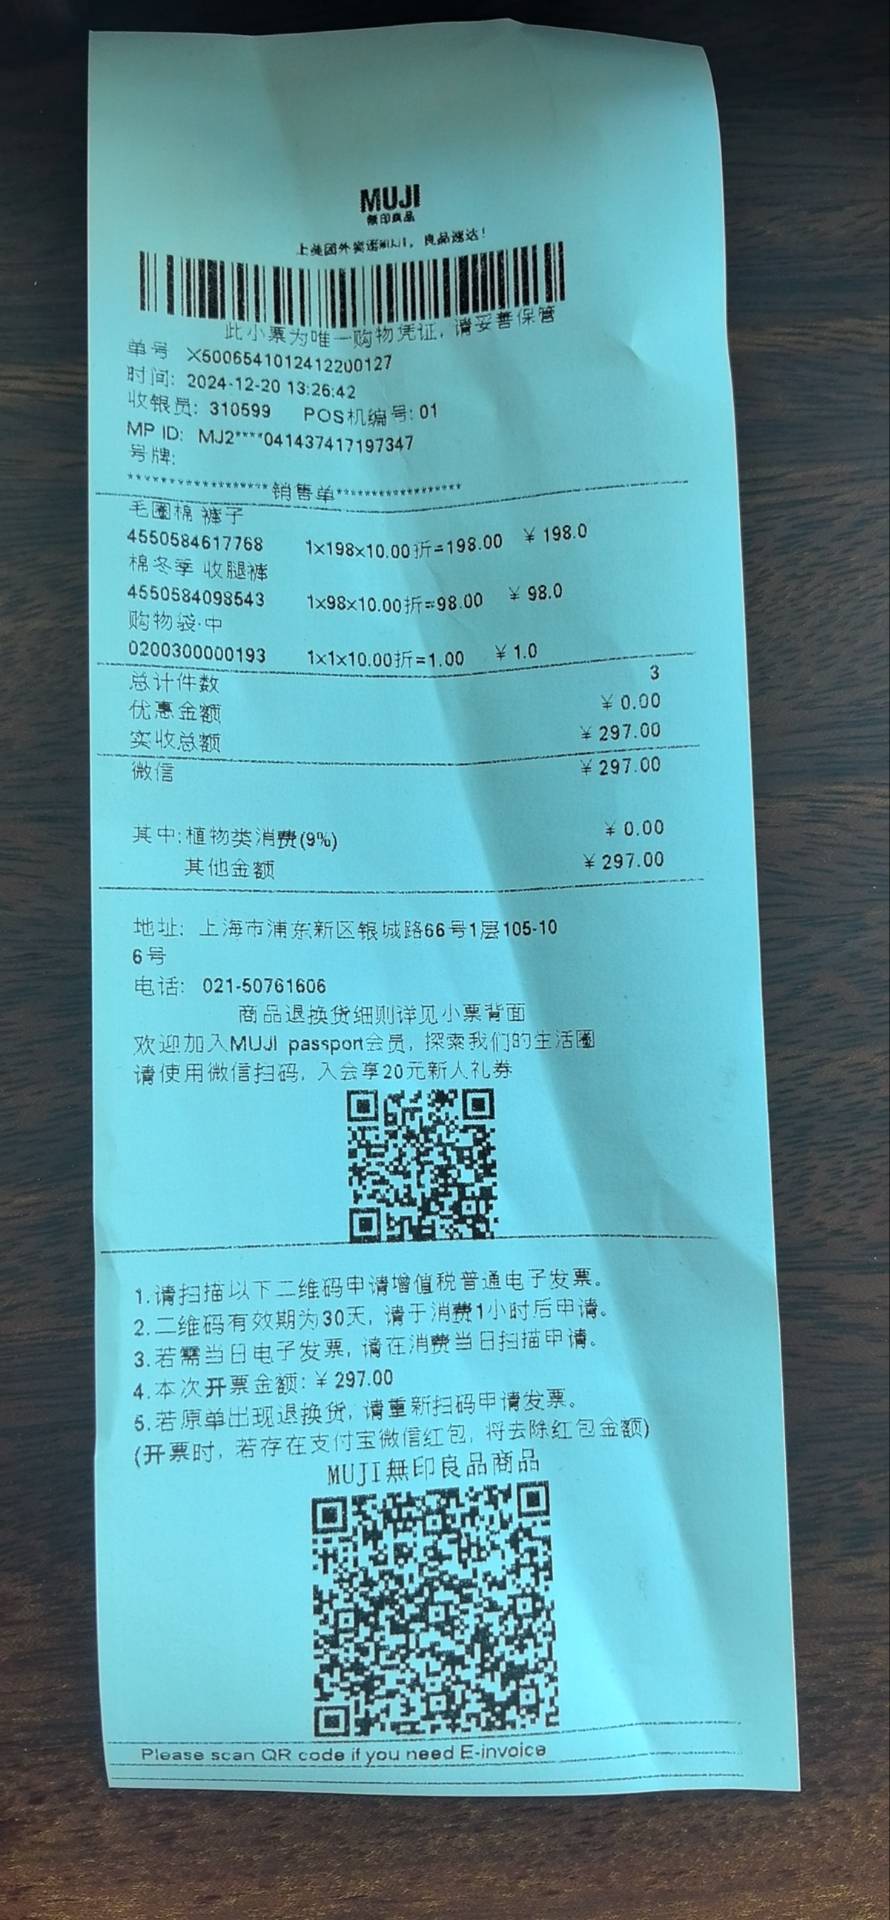 MUJI
無印良品
上美团外卖逛MUJI，良品速达！
此小票为唯一购物凭证，请妥善保管
单号 X5006541012412200127
时间: 2024-12-20 13:26:42
收银员: 310599 POS机编号: 01
MP ID: MJ2****041437417197347
号牌:
******************销售单******************
毛圈棉 裤子
4550584617768 1×198×10.00折=198.00 ￥198.0
棉冬季 收腿裤
4550584098543 1×98×10.00折=98.00 ￥98.0
购物袋·中
0200300000193 1×1×10.00折=1.00 ￥1.0
总计件数 3
优惠金额 ￥0.00
实收总额 ￥297.00
微信 ￥297.00
其中:植物类消费(9%) ￥0.00
其他金额 ￥297.00
地址: 上海市浦东新区银城路66号1层105-10
6号
电话: 021-50761606
商品退换货细则详见小票背面
欢迎加入MUJI passport会员，探索我们的生活圈
请使用微信扫码，入会享20元新人礼券
1.请扫描以下二维码申请增值税普通电子发票。
2.二维码有效期为30天，请于消费1小时后申请。
3.若需当日电子发票，请在消费当日扫描申请。
4.本次开票金额:￥297.00
5.若原单出现退换货，请重新扫码申请发票。
(开票时，若存在支付宝微信红包，将去除红包金额)
MUJI無印良品商品
Please scan QR code if you need E-invoice